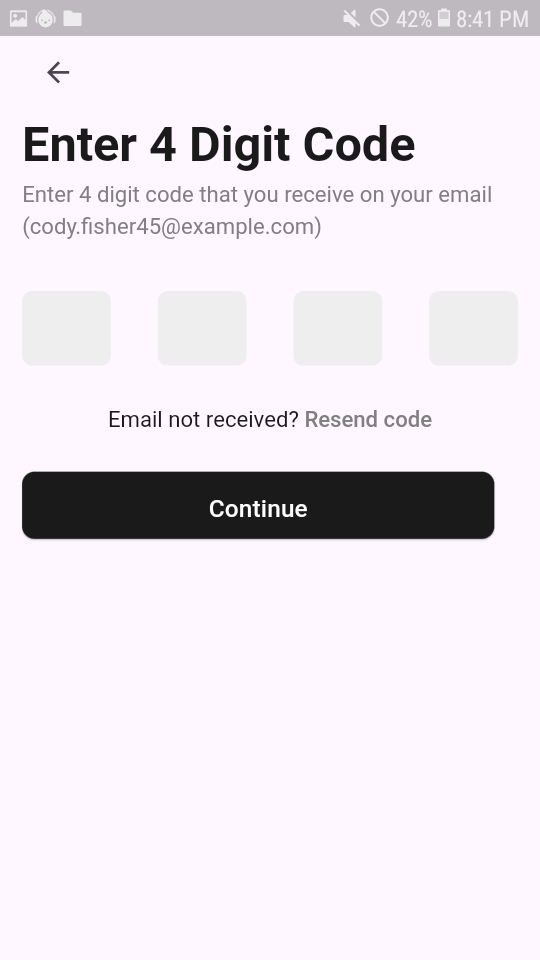 42% 8:41 PM
Enter 4 Digit Code
Enter 4 digit code that you receive on your email
(cody.fisher45@example.com)
Email not received? Resend code
Continue